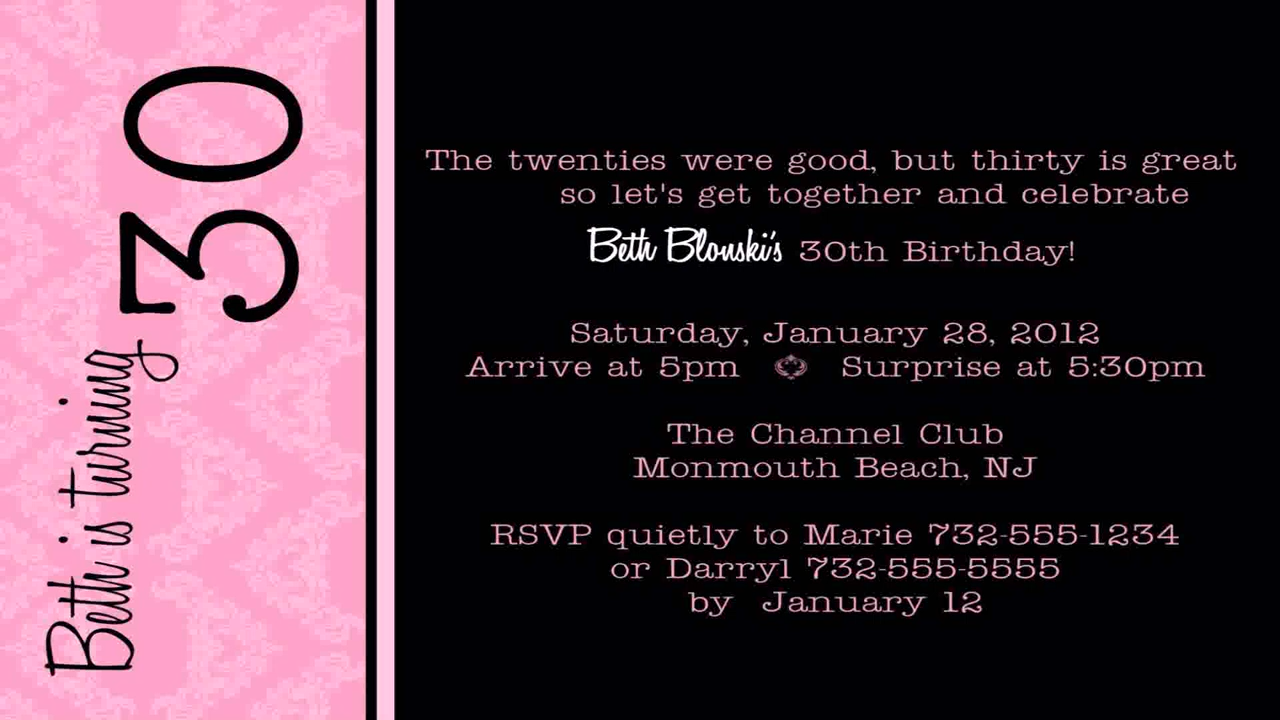 Beth is turning 30
The twenties were good, but thirty is great
so let's get together and celebrate
Beth Blonski's 30th Birthday!
Saturday, January 28, 2012
Arrive at 5pm Surprise at 5:30pm
The Channel Club
Monmouth Beach, NJ
RSVP quietly to Marie 732-555-1234
or Darryl 732-555-5555
by January 12